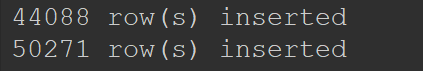 44088 row(s) inserted
50271 row(s) inserted